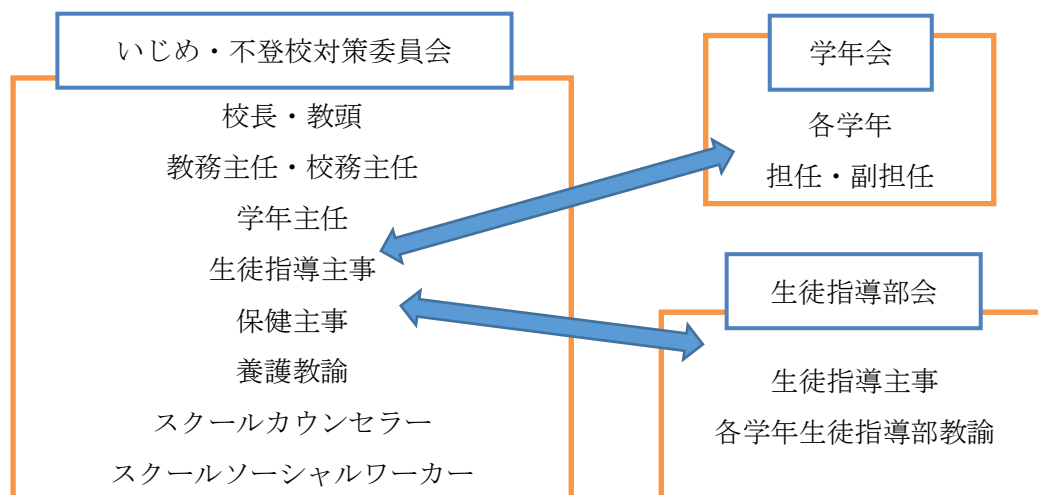 いじめ・不登校対策委員会
校長・教頭
教務主任・校務主任
学年主任
生徒指導主事
保健主事
養護教諭
スクールカウンセラー
スクールソーシャルワーカー
学年会
各学年
担任・副担任
生徒指導部会
生徒指導主事
各学年生徒指導部教諭